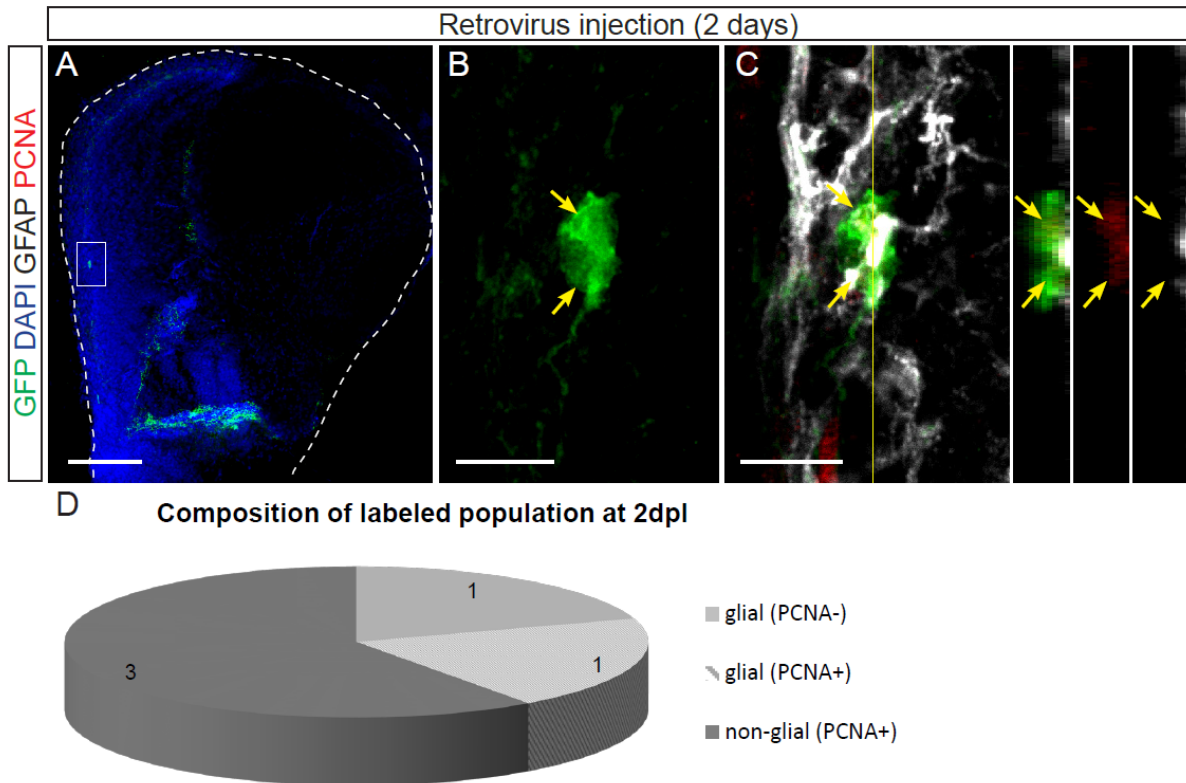 Retrovirus injection (2 days)
GFP DAPI GFAP PCNA
A
B
C
D
Composition of labeled population at 2dpl
1
1
3
glial (PCNA-)
glial (PCNA+)
non-glial (PCNA+)